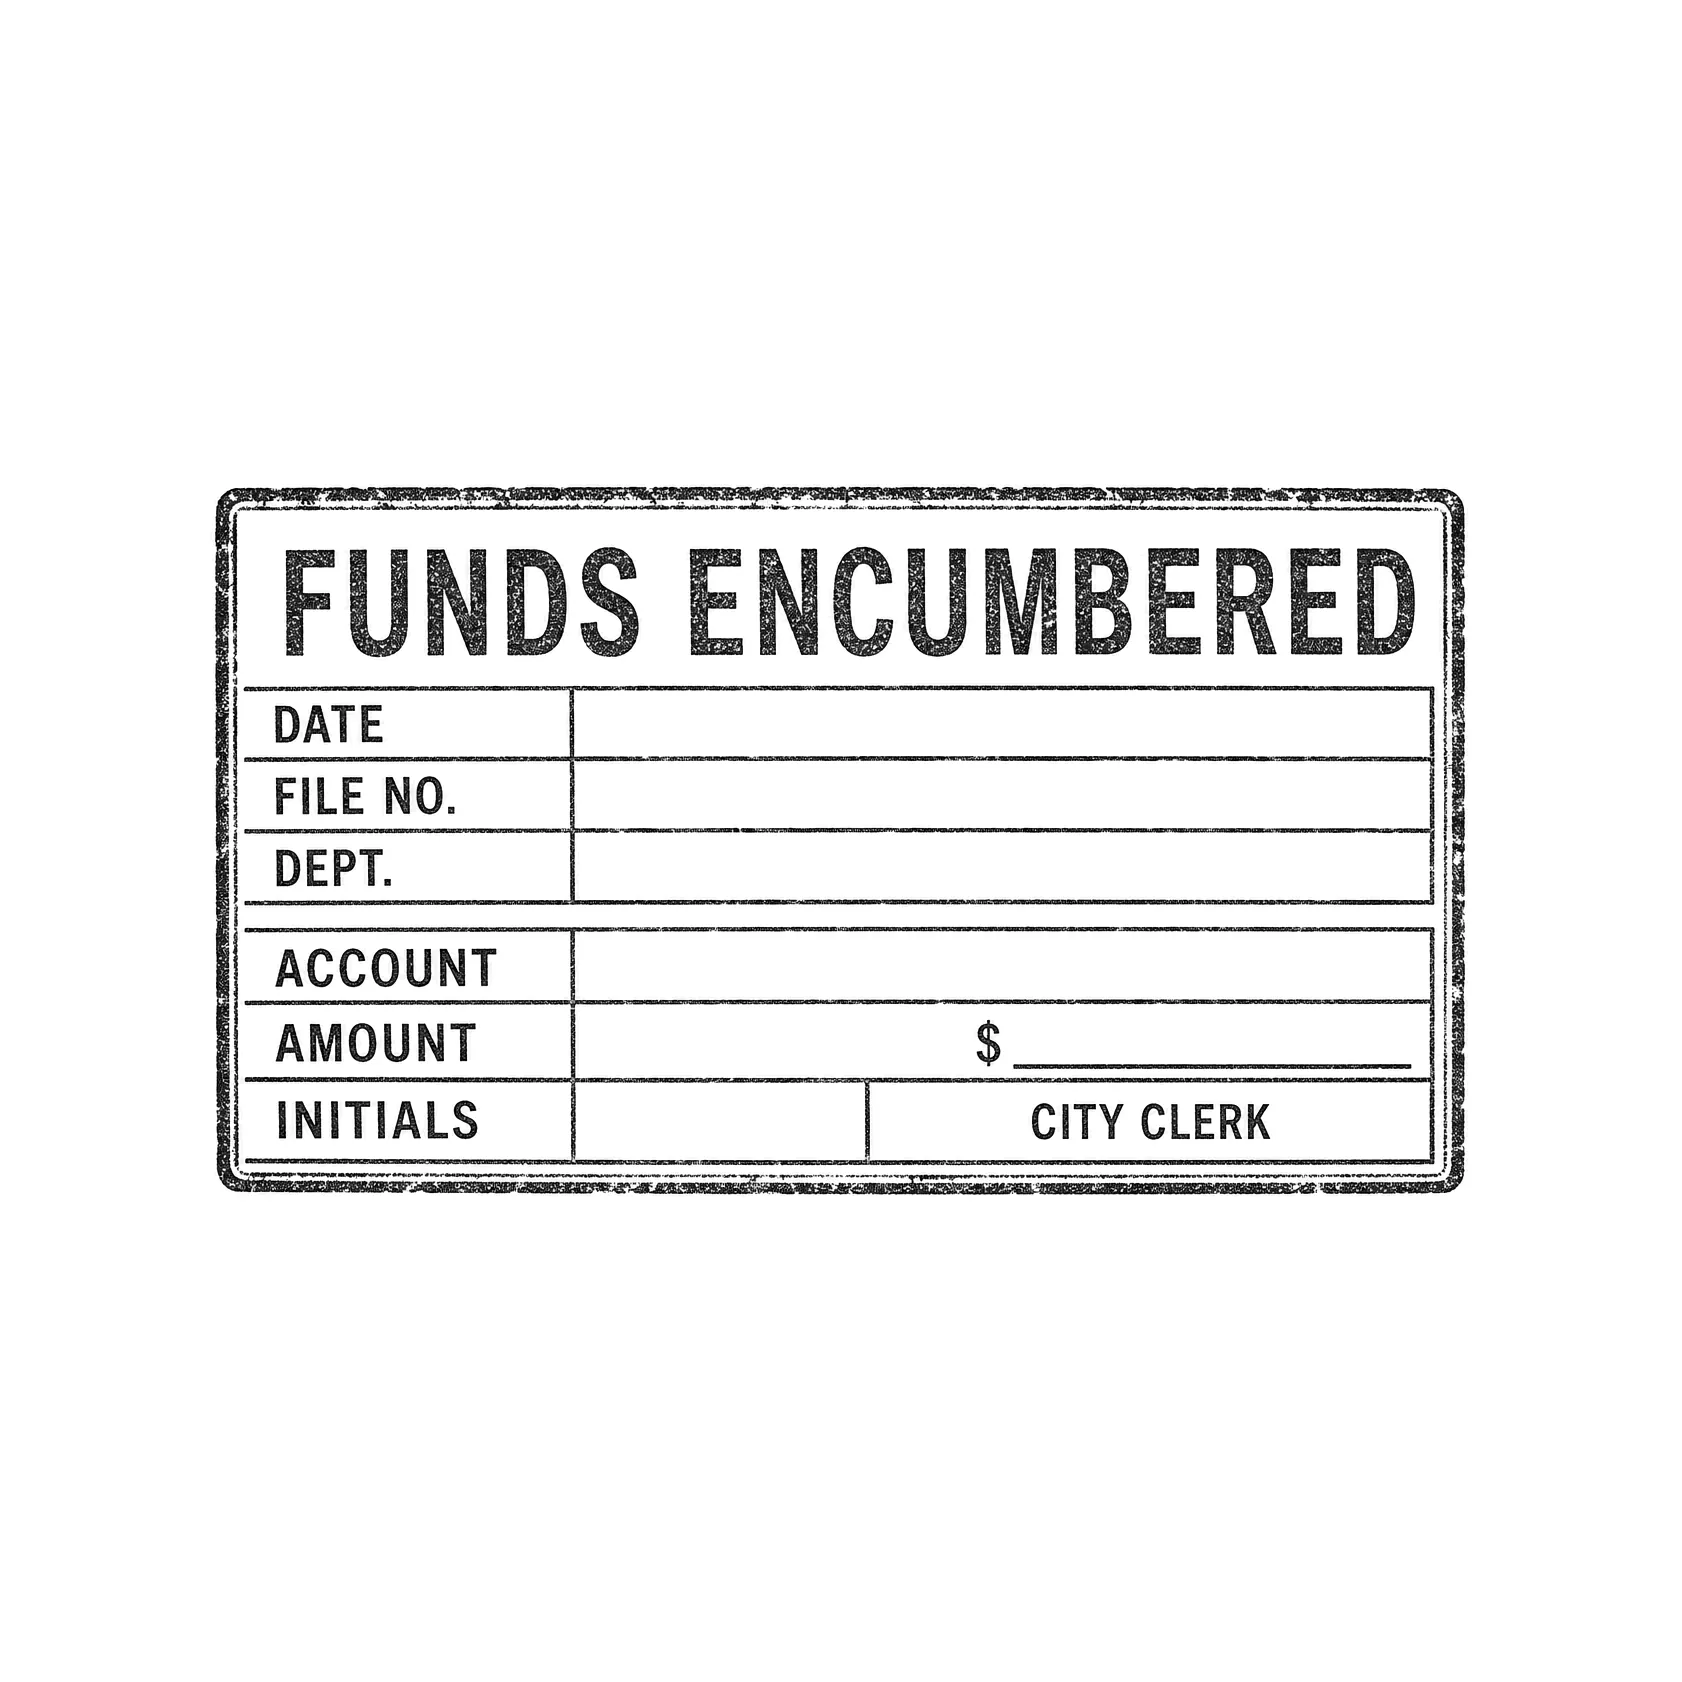 FUNDS ENCUMBERED
DATE
FILE NO.
DEPT.
ACCOUNT
AMOUNT $
INITIALS CITY CLERK